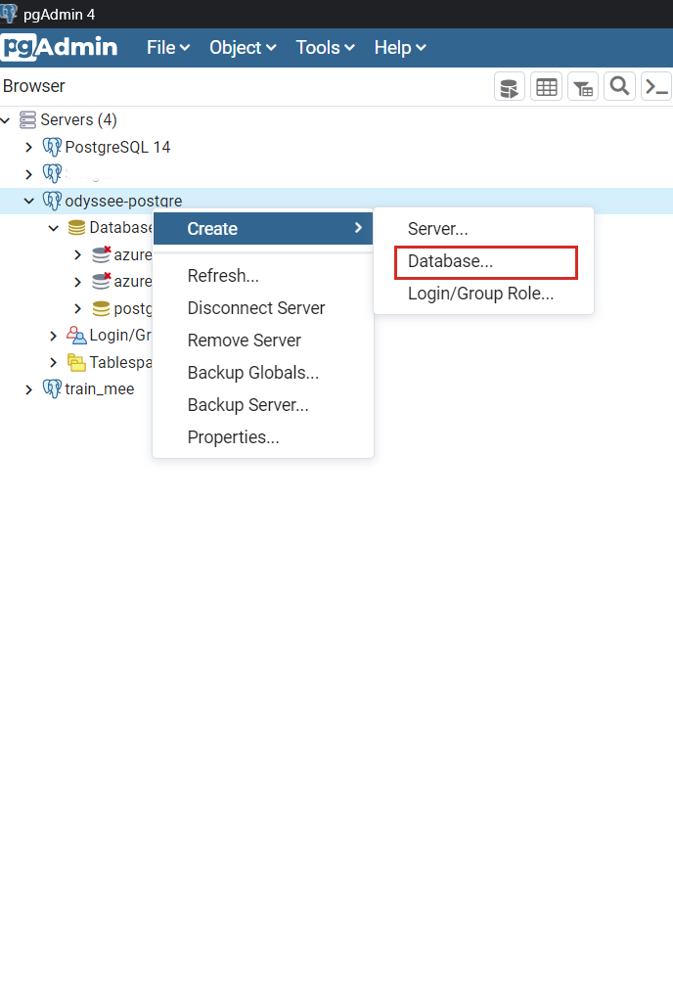 pgAdmin 4
pgAdmin File Object Tools Help
Browser
Servers (4)
PostgreSQL 14
odyssee-postgre
Database
Create
Server...
azure
Database...
azure
Refresh...
Login/Group Role...
postg
Disconnect Server
Login/Gr
Remove Server
Tablespa
Backup Globals...
train_mee
Backup Server...
Properties...